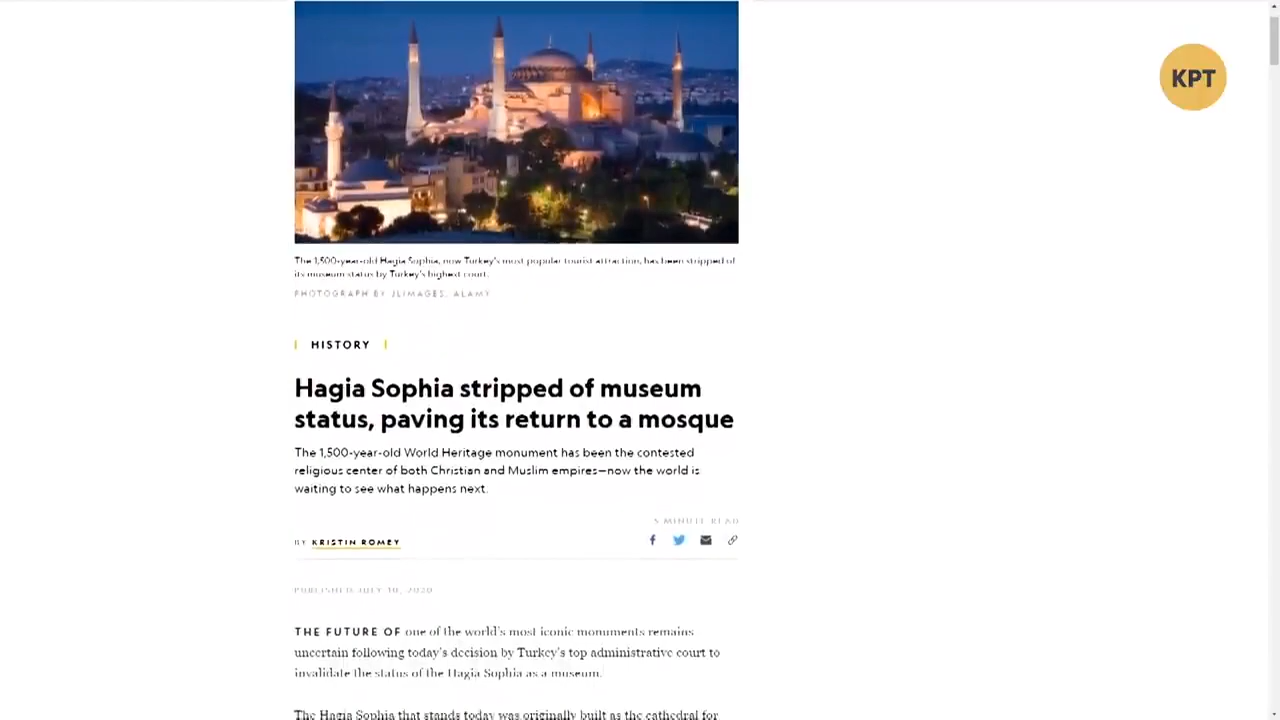 KPT
The 1,500-year-old Hagia Sophia, now Turkey's most popular tourist attraction, has been stripped of
its museum status by Turkey's highest court.
PHOTOGRAPH BY JLIMAGES, ALAMY
HISTORY
Hagia Sophia stripped of museum
status, paving its return to a mosque
The 1,500-year-old World Heritage monument has been the contested
religious center of both Christian and Muslim empires—now the world is
waiting to see what happens next.
5 MINUTE READ
BY KRISTIN ROMEY
PUBLISHED JULY 10, 2020
THE FUTURE OF one of the world's most iconic monuments remains
uncertain following today's decision by Turkey's top administrative court to
invalidate the status of the Hagia Sophia as a museum.
The Hagia Sophia that stands today was originally built as the cathedral for